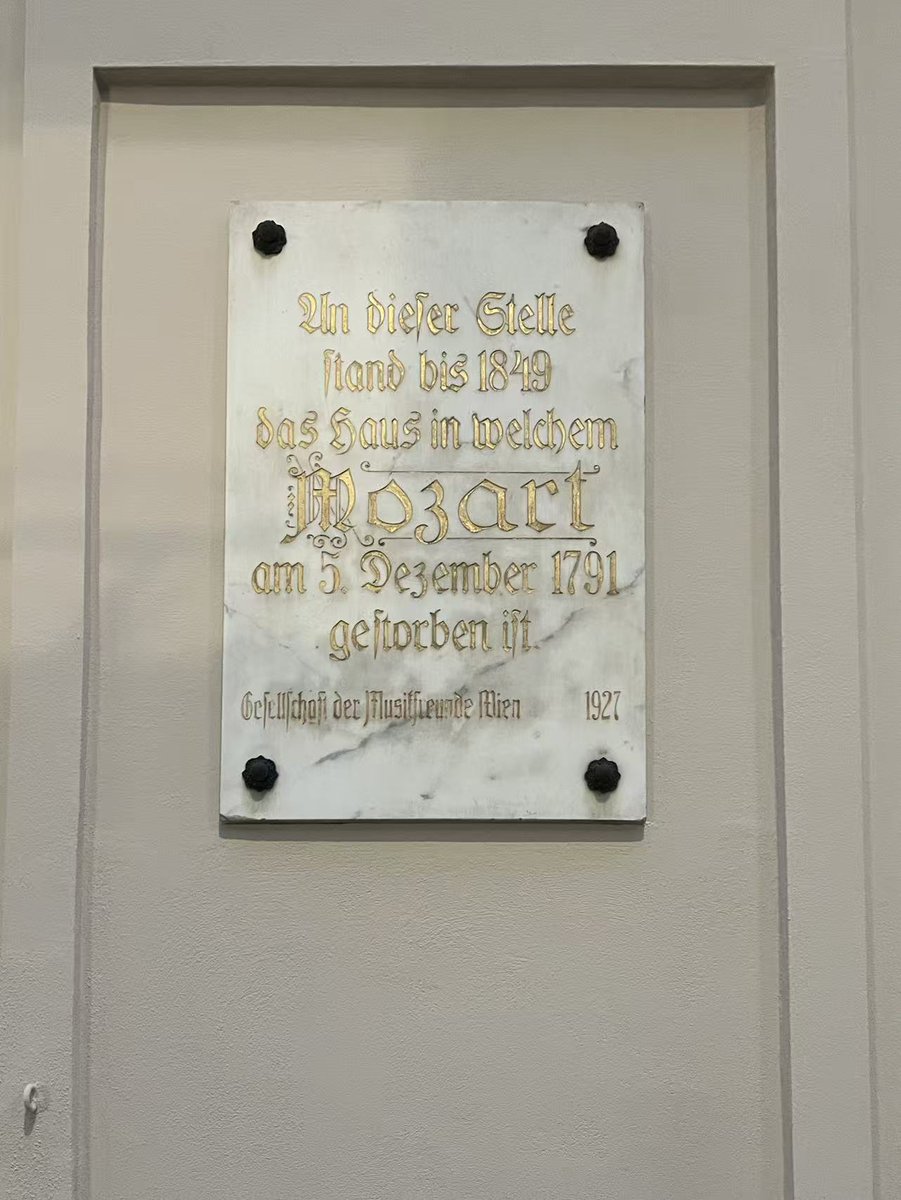 An dieſer Stelle
ſtand bis 1849
das Haus in welchem
Mozart
am 5. Dezember 1791
geſtorben iſt.
Geſellſchaft der Muſikfreunde Wien 1927